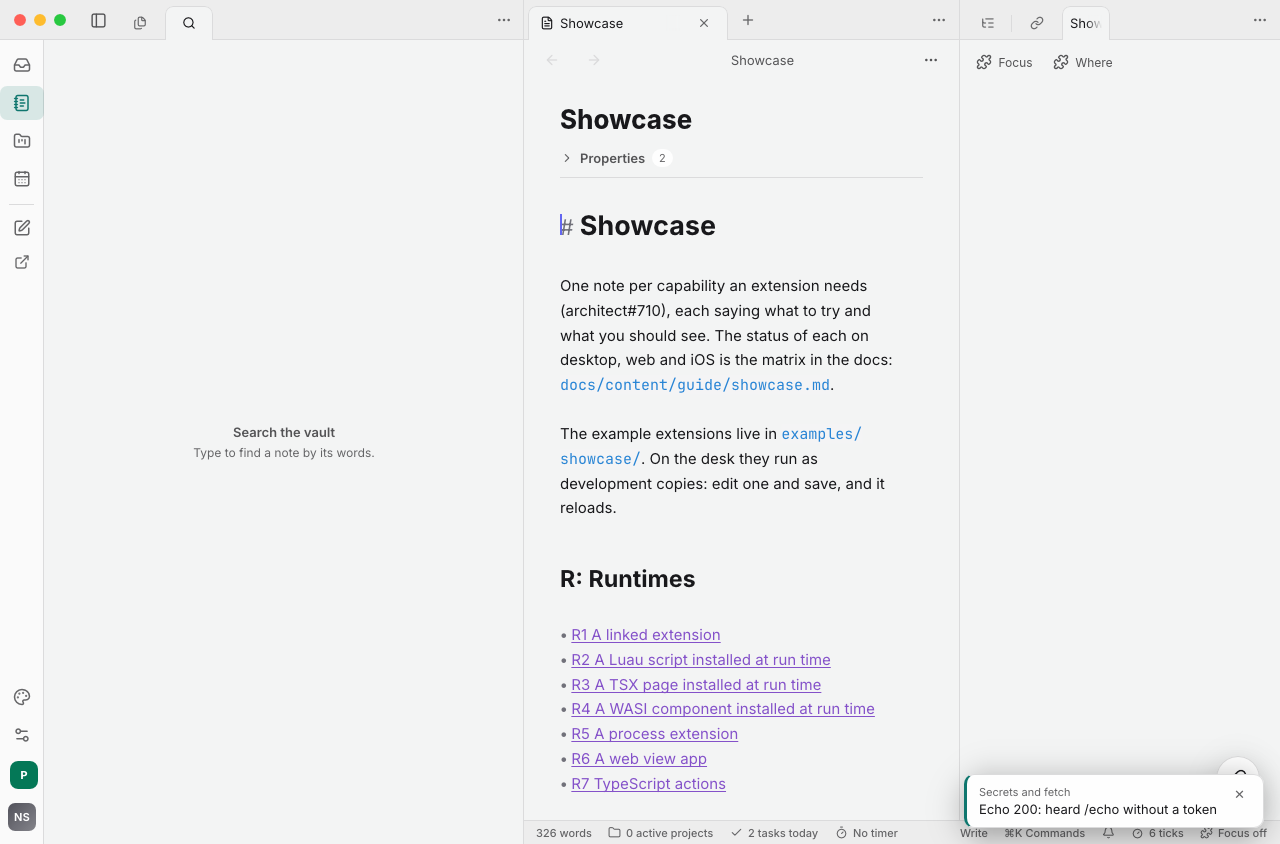 Showcase
Show
Showcase
Focus
Where
Showcase
Properties 2
# Showcase
One note per capability an extension needs
(architect#710), each saying what to try and
what you should see. The status of each on
desktop, web and iOS is the matrix in the docs:
docs/content/guide/showcase.md.
The example extensions live in examples/
showcase/. On the desk they run as
development copies: edit one and save, and it
reloads.
Search the vault
Type to find a note by its words.
R: Runtimes
• R1 A linked extension
• R2 A Luau script installed at run time
• R3 A TSX page installed at run time
• R4 A WASI component installed at run time
• R5 A process extension
• R6 A web view app
• R7 TypeScript actions
P
NS
Secrets and fetch
Echo 200: heard /echo without a token
326 words
0 active projects
2 tasks today
No timer
Write
⌘K Commands
6 ticks
Focus off